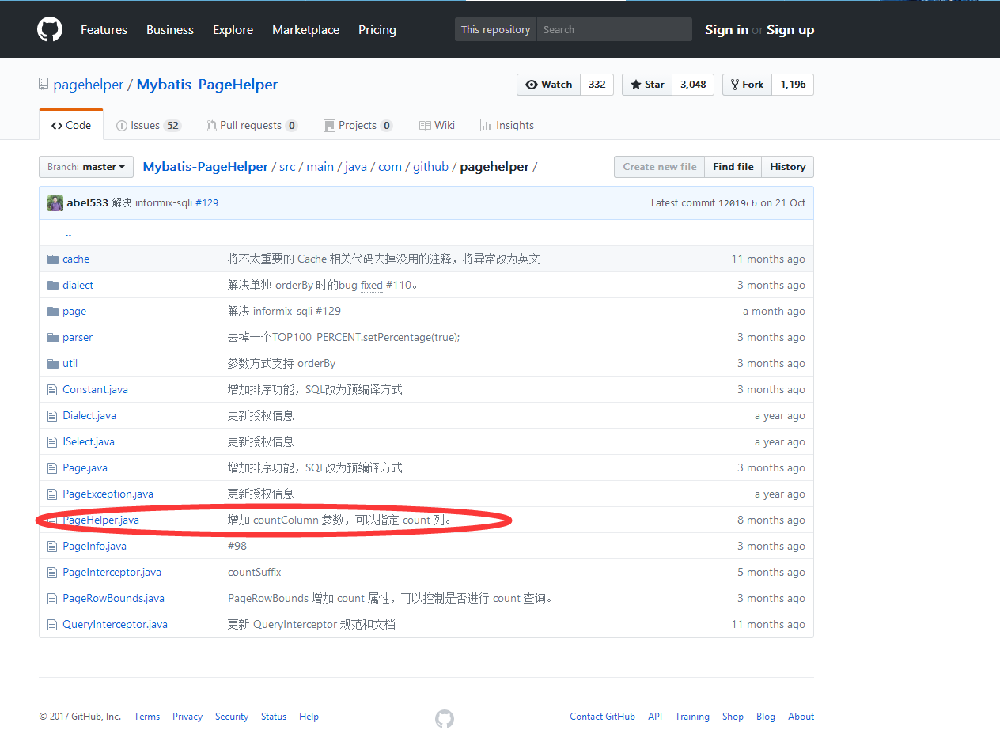 Features Business Explore Marketplace Pricing This repository Search Sign in or Sign up
pagehelper / Mybatis-PageHelper Watch 332 Star 3,048 Fork 1,196
Code Issues 52 Pull requests 0 Projects 0 Wiki Insights
Branch: master Mybatis-PageHelper / src / main / java / com / github / pagehelper / Create new file Find file History
abel533 解决 informix-sqli #129 Latest commit 12019cb on 21 Oct
..
cache 将不太重要的 Cache 相关代码去掉没用的注释，将异常改为英文 11 months ago
dialect 解决单独 orderBy 时的bug fixed #110。 3 months ago
page 解决 informix-sqli #129 a month ago
parser 去掉一个TOP100_PERCENT.setPercentage(true); 3 months ago
util 参数方式支持 orderBy 3 months ago
Constant.java 增加排序功能，SQL改为预编译方式 3 months ago
Dialect.java 更新授权信息 a year ago
ISelect.java 更新授权信息 a year ago
Page.java 增加排序功能，SQL改为预编译方式 3 months ago
PageException.java 更新授权信息 a year ago
PageHelper.java 增加 countColumn 参数，可以指定 count 列。 8 months ago
PageInfo.java #98 3 months ago
PageInterceptor.java countSuffix 5 months ago
PageRowBounds.java PageRowBounds 增加 count 属性，可以控制是否进行 count 查询。 3 months ago
QueryInterceptor.java 更新 QueryInterceptor 规范和文档 11 months ago
© 2017 GitHub, Inc. Terms Privacy Security Status Help Contact GitHub API Training Shop Blog About